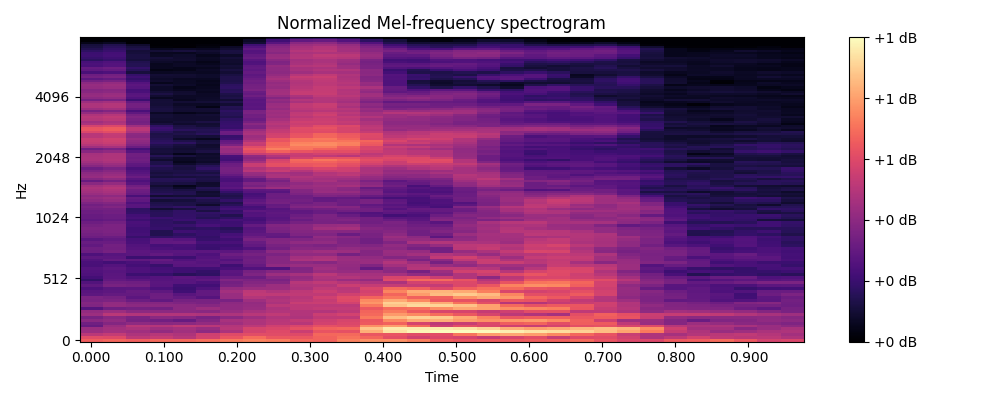 Normalized Mel-frequency spectrogram
+1 dB
4096
+1 dB
2048
+1 dB
Hz
1024
+0 dB
512
+0 dB
0
+0 dB
0.000 0.100 0.200 0.300 0.400 0.500 0.600 0.700 0.800 0.900
Time